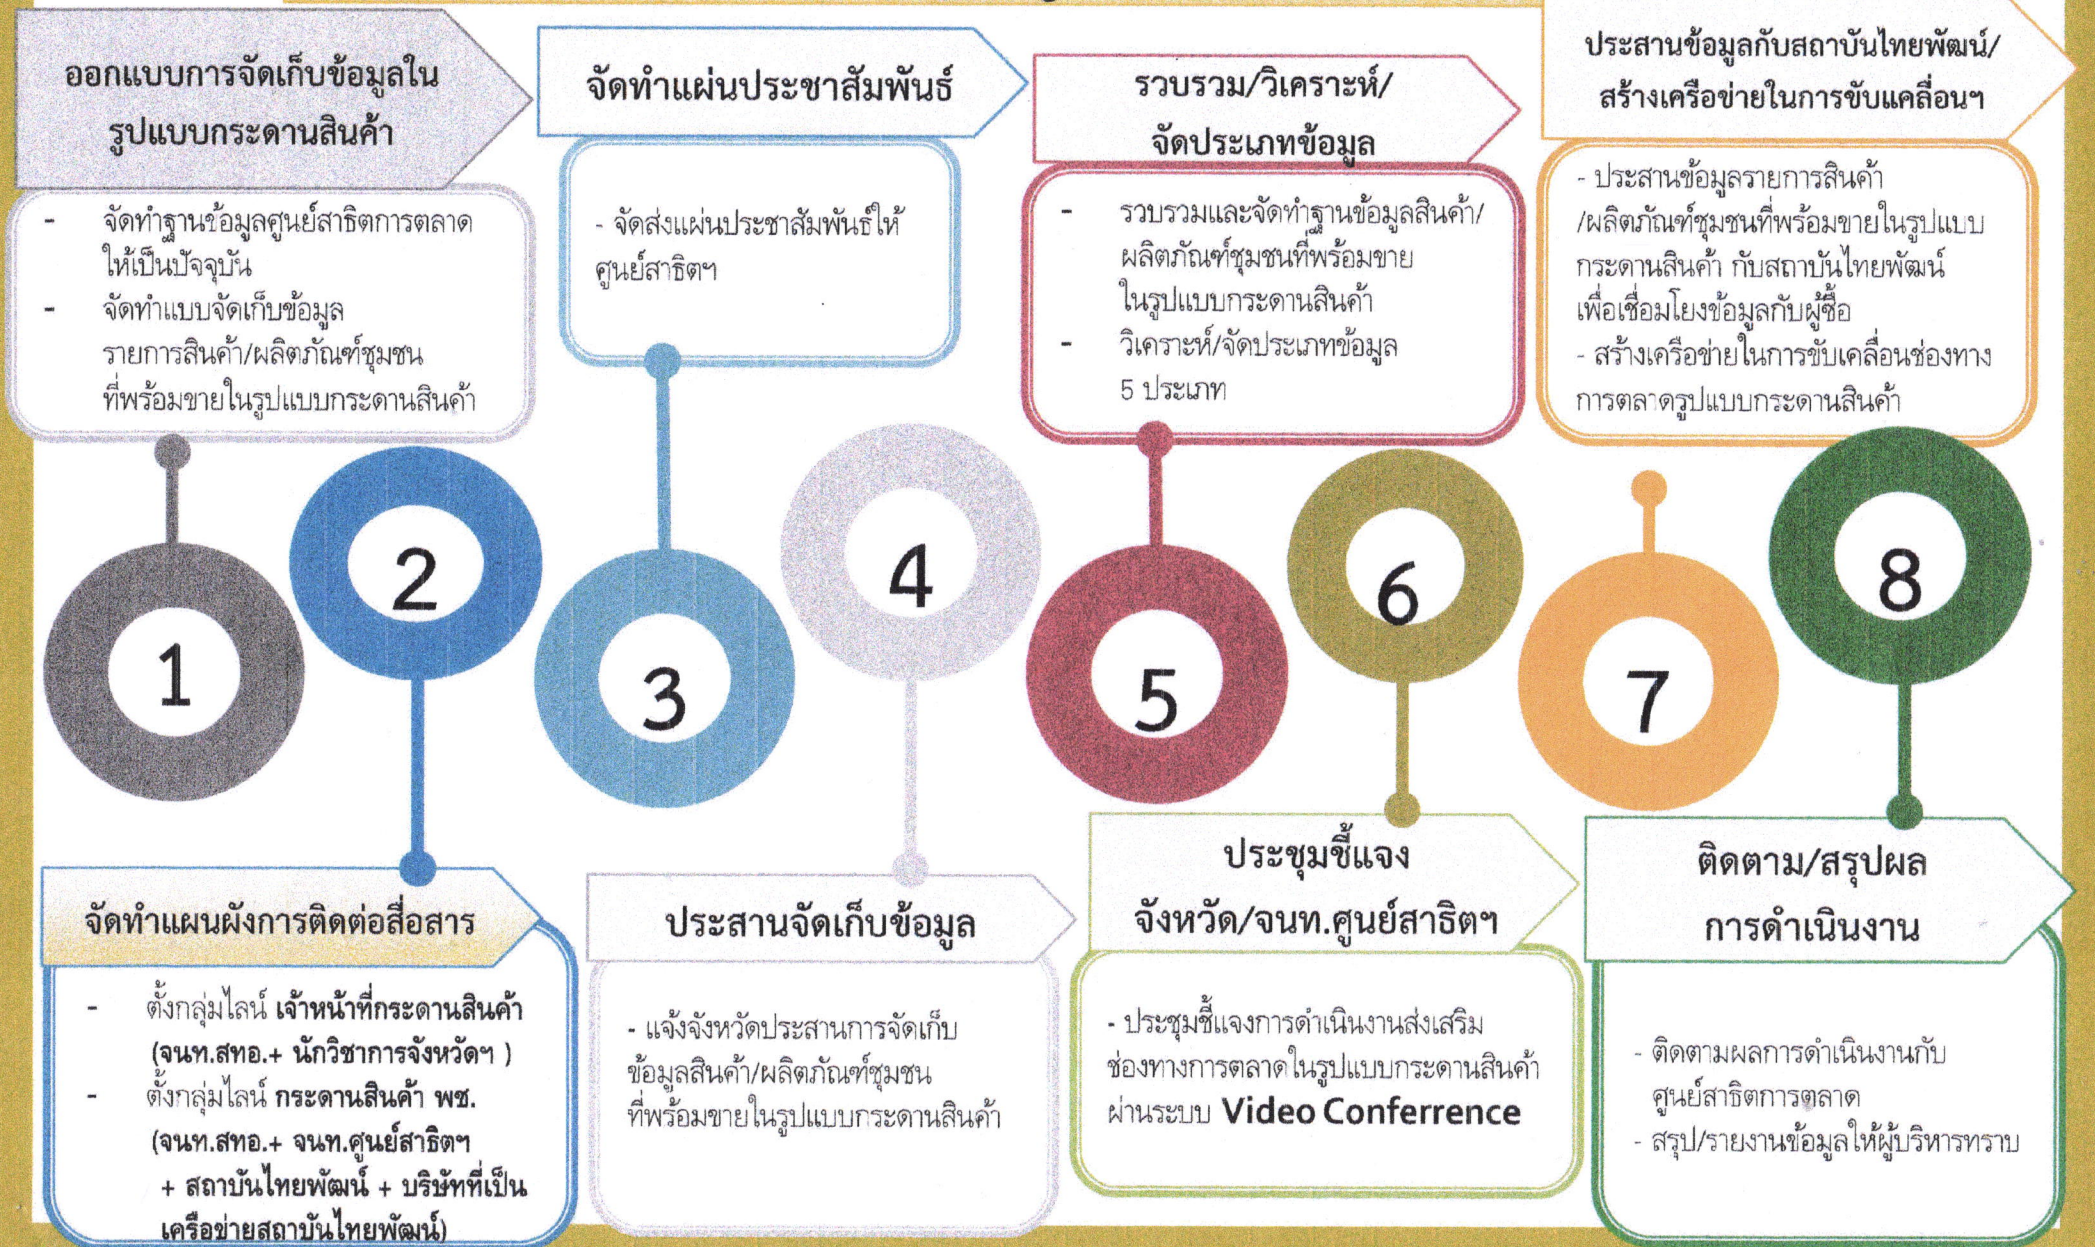 ออกแบบการจัดเก็บข้อมูลใน
รูปแบบกระดานสินค้า
- จัดทำฐานข้อมูลศูนย์สาธิตการตลาด
ให้เป็นปัจจุบัน
- จัดทำแบบจัดเก็บข้อมูล
รายการสินค้า/ผลิตภัณฑ์ชุมชน
ที่พร้อมขายในรูปแบบกระดานสินค้า
จัดทำแผ่นประชาสัมพันธ์
- จัดส่งแผ่นประชาสัมพันธ์ให้
ศูนย์สาธิตฯ
รวบรวม/วิเคราะห์/
จัดประเภทข้อมูล
- รวบรวมและจัดทำฐานข้อมูลสินค้า/
ผลิตภัณฑ์ชุมชนที่พร้อมขาย
ในรูปแบบกระดานสินค้า
- วิเคราะห์/จัดประเภทข้อมูล
5 ประเภท
ประสานข้อมูลกับสถาบันไทยพัฒน์/
สร้างเครือข่ายในการขับแคลื่อนฯ
- ประสานข้อมูลรายการสินค้า
/ผลิตภัณฑ์ชุมชนที่พร้อมขายในรูปแบบ
กระดานสินค้า กับสถาบันไทยพัฒน์
เพื่อเชื่อมโยงข้อมูลกับผู้ซื้อ
- สร้างเครือข่ายในการขับเคลื่อนช่องทาง
การตลาดรูปแบบกระดานสินค้า
1
2
3
4
5
6
7
8
จัดทำแผนผังการติดต่อสื่อสาร
- ตั้งกลุ่มไลน์ เจ้าหน้าที่กระดานสินค้า
(จนท.สทอ.+ นักวิชาการจังหวัดฯ )
- ตั้งกลุ่มไลน์ กระดานสินค้า พช.
(จนท.สทอ.+ จนท.ศูนย์สาธิตฯ
+ สถาบันไทยพัฒน์ + บริษัทที่เป็น
เครือข่ายสถาบันไทยพัฒน์)
ประสานจัดเก็บข้อมูล
- แจ้งจังหวัดประสานการจัดเก็บ
ข้อมูลสินค้า/ผลิตภัณฑ์ชุมชน
ที่พร้อมขายในรูปแบบกระดานสินค้า
ประชุมชี้แจง
จังหวัด/จนท.ศูนย์สาธิตฯ
- ประชุมชี้แจงการดำเนินงานส่งเสริม
ช่องทางการตลาดในรูปแบบกระดานสินค้า
ผ่านระบบ Video Conferrence
ติดตาม/สรุปผล
การดำเนินงาน
- ติดตามผลการดำเนินงานกับ
ศูนย์สาธิตการตลาด
- สรุป/รายงานข้อมูลให้ผู้บริหารทราบ